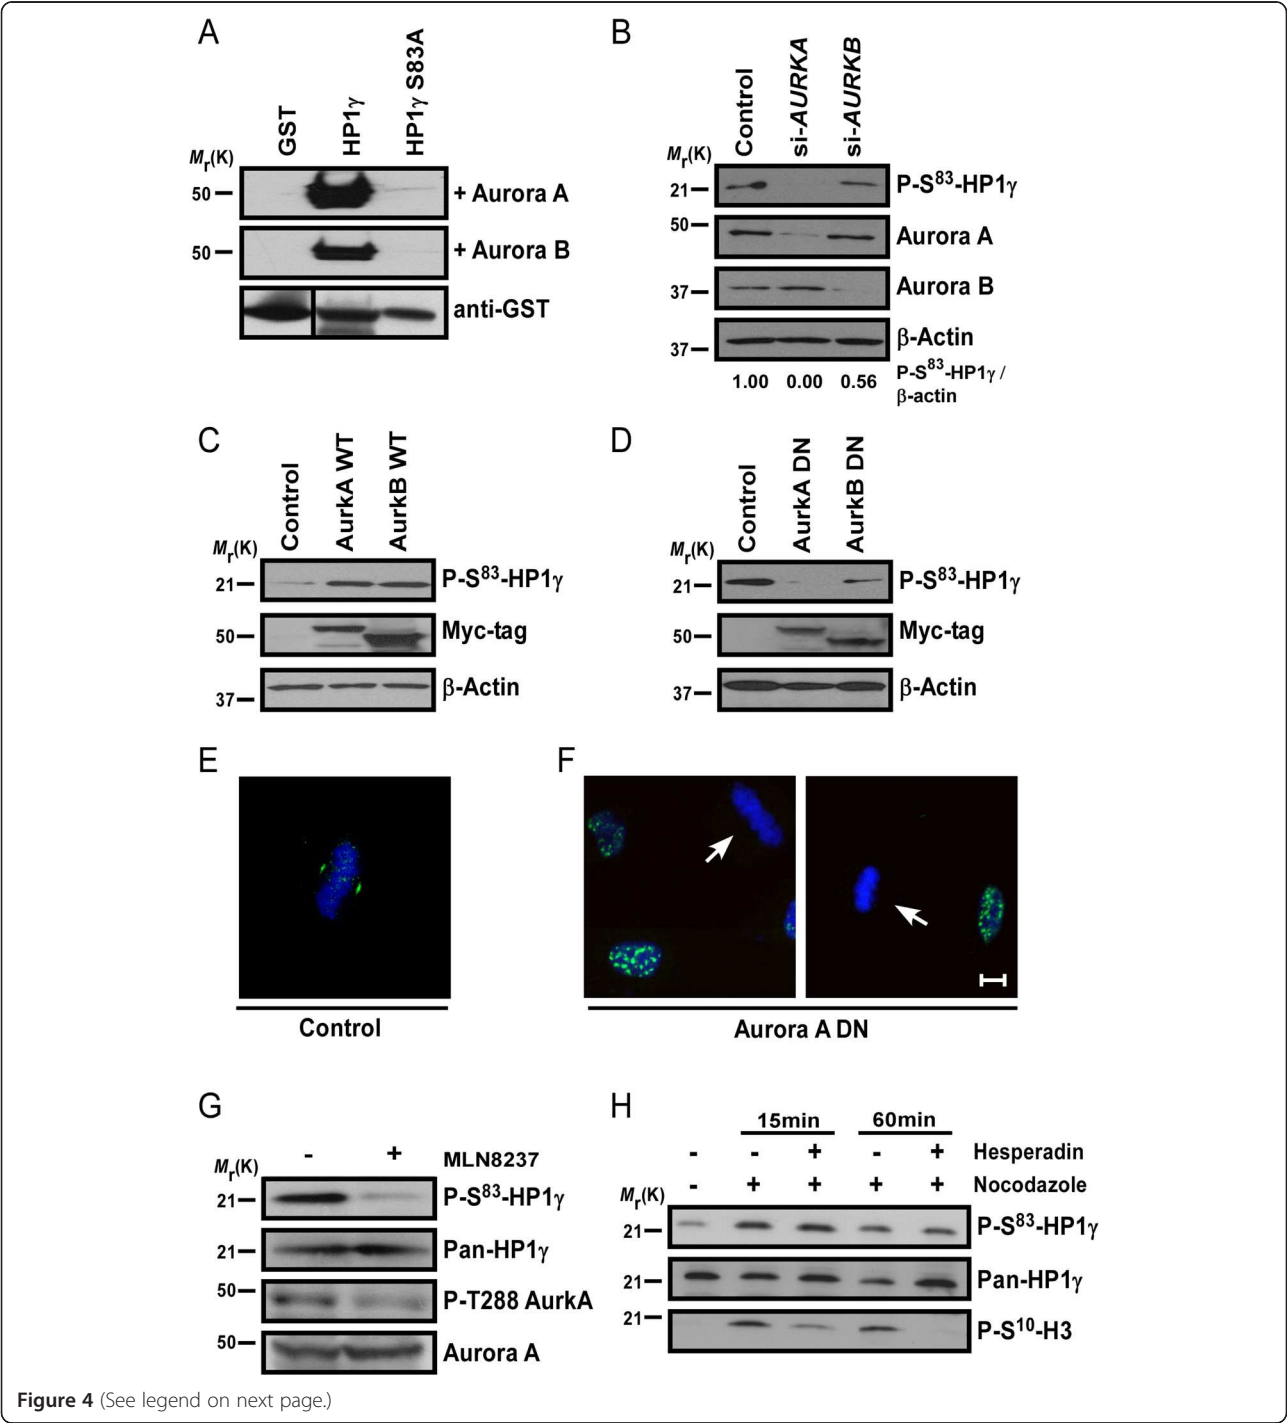 A
GST
HP1γ
HP1γ S83A
Mr(K)
50
+ Aurora A
50
+ Aurora B
anti-GST
B
Control
si-AURKA
si-AURKB
Mr(K)
21
P-S83-HP1γ
50
Aurora A
37
Aurora B
37
β-Actin
1.00 0.00 0.56
P-S83-HP1γ /
β-actin
C
Control
AurkA WT
AurkB WT
Mr(K)
21
P-S83-HP1γ
50
Myc-tag
37
β-Actin
D
Control
AurkA DN
AurkB DN
Mr(K)
21
P-S83-HP1γ
50
Myc-tag
37
β-Actin
E
Control
F
Aurora A DN
G
- + MLN8237
Mr(K)
21
P-S83-HP1γ
21
Pan-HP1γ
50
P-T288 AurkA
50
Aurora A
H
15min 60min
- - + - + Hesperadin
- + + + + Nocodazole
Mr(K)
21
P-S83-HP1γ
21
Pan-HP1γ
21
P-S10-H3
Figure 4 (See legend on next page.)